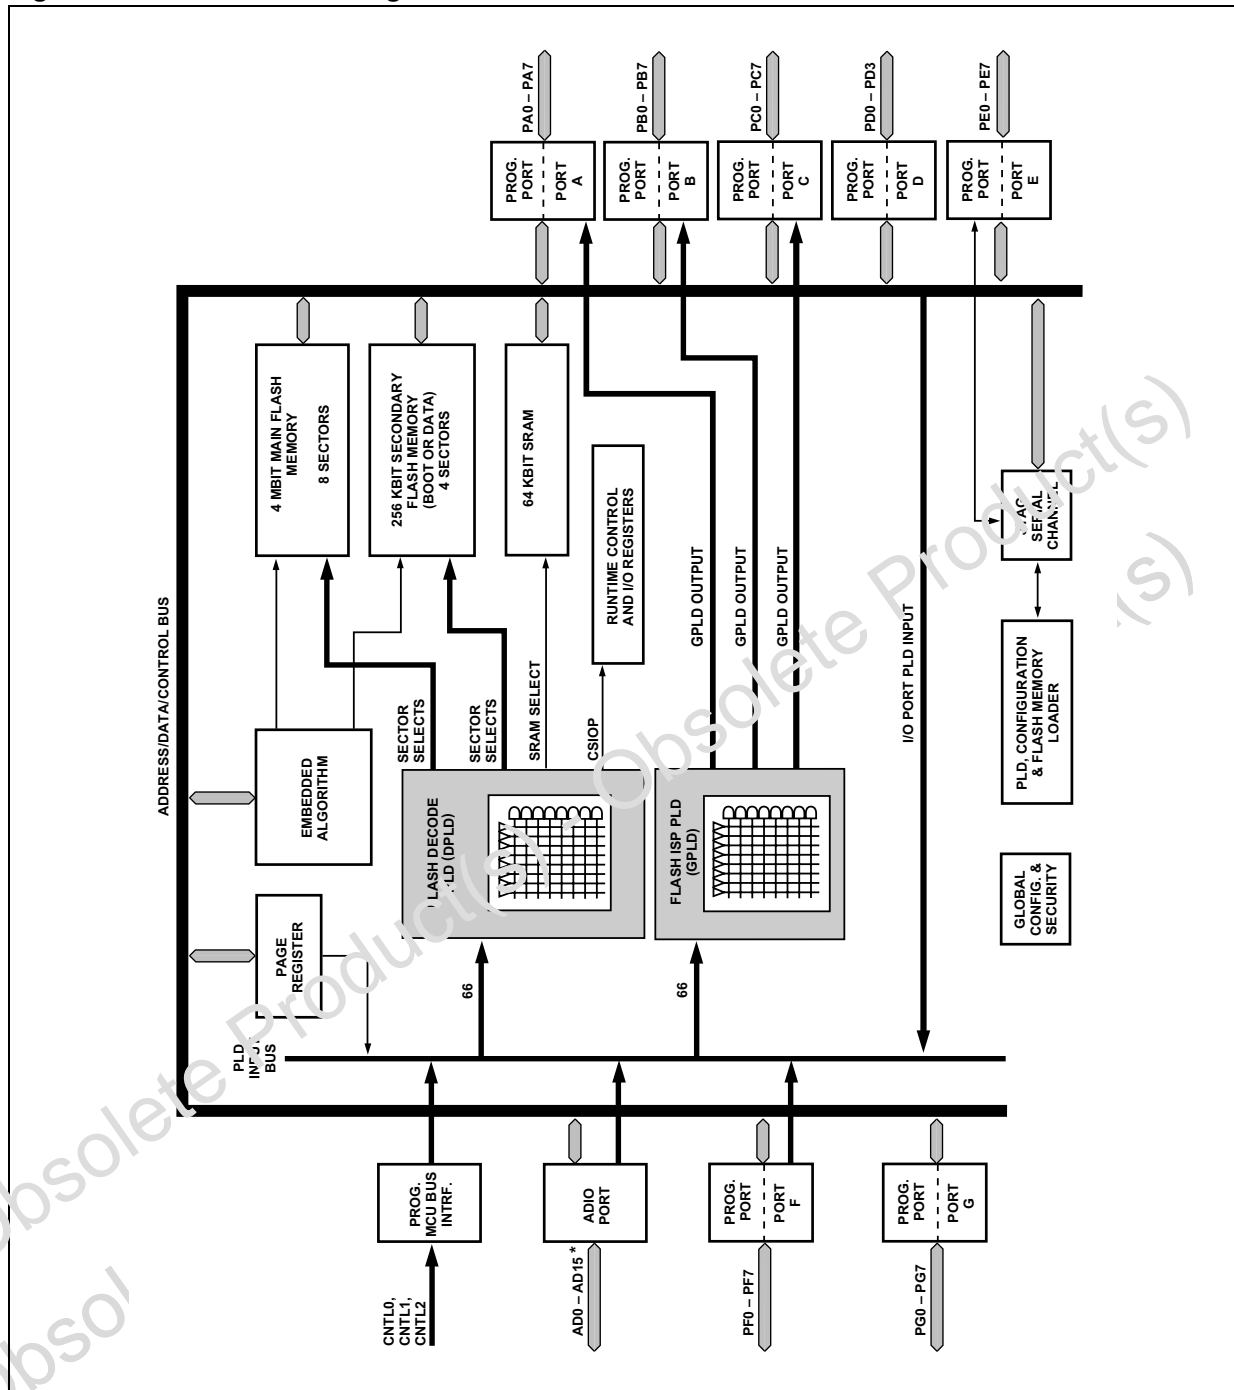 ADDRESS/DATA/CONTROL BUS
PA0 – PA7
PB0 – PB7
PC0 – PC7
PD0 – PD3
PE0 – PE7
PROG.
PORT
PORT
A
PROG.
PORT
PORT
B
PROG.
PORT
PORT
C
PROG.
PORT
PORT
D
PROG.
PORT
PORT
E
4 MBIT MAIN FLASH
MEMORY
8 SECTORS
256 KBIT SECONDARY
FLASH MEMORY
(BOOT OR DATA)
4 SECTORS
64 KBIT SRAM
RUNTIME CONTROL
AND I/O REGISTERS
EMBEDDED
ALGORITHM
SECTOR
SELECTS
SECTOR
SELECTS
SRAM SELECT
CSIOP
GPLD OUTPUT
GPLD OUTPUT
GPLD OUTPUT
I/O PORT PLD INPUT
SERIAL
CHANNEL
PLD, CONFIGURATION
& FLASH MEMORY
LOADER
GLOBAL
CONFIG. &
SECURITY
PAGE
REGISTER
FLASH DECODE
PLD (DPLD)
FLASH ISP PLD
(GPLD)
66
66
PLD
INPUT
BUS
PROG.
MCU BUS
INTRF.
ADIO
PORT
PROG.
PORT
PORT
F
PROG.
PORT
PORT
G
CNTL0,
CNTL1,
CNTL2
AD0 – AD15 *
PF0 – PF7
PG0 – PG7
Obsolete Product(s) - Obsolete Product(s)